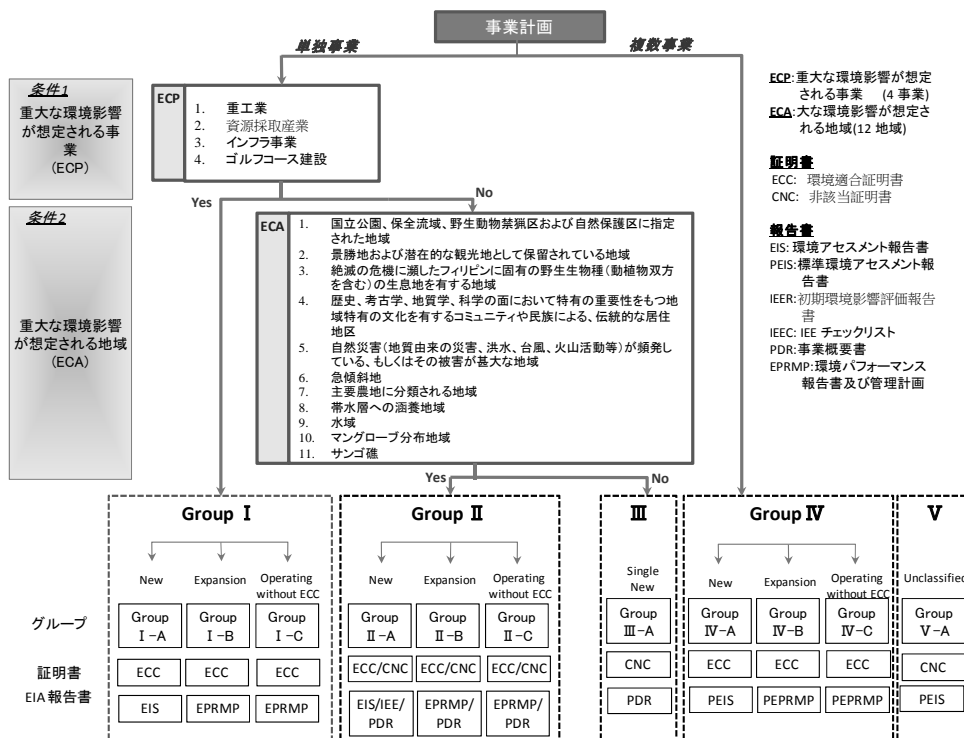 事業計画
単独事業
複数事業
条件1
重大な環境影響
が想定される事
業
(ECP)
ECP
1. 重工業
2. 資源採取産業
3. インフラ事業
4. ゴルフコース建設
Yes
No
ECP:重大な環境影響が想定
される事業 (4 事業)
ECA:大な環境影響が想定さ
れる地域(12 地域)
証明書
ECC: 環境適合証明書
CNC: 非該当証明書
報告書
EIS: 環境アセスメント報告書
PEIS:標準環境アセスメント報
告書
IEER:初期環境影響評価報告
書
IEEC: IEE チェックリスト
PDR:事業概要書
EPRMP:環境パフォーマンス
報告書及び管理計画
条件2
重大な環境影響
が想定される地域
(ECA)
ECA
1. 国立公園、保全流域、野生動物禁猟区および自然保護区に指定
された地域
2. 景勝地および潜在的な観光地として保留されている地域
3. 絶滅の危機に瀕したフィリピンに固有の野生生物種(動植物双方
を含む)の生息地を有する地域
4. 歴史、考古学、地質学、科学の面において特有の重要性をもつ地
域特有の文化を有するコミュニティや民族による、伝統的な居住
地区
5. 自然災害(地質由来の災害、洪水、台風、火山活動等)が頻発し
ている、もしくはその被害が甚大な地域
6. 急傾斜地
7. 主要農地に分類される地域
8. 帯水層への涵養地域
9. 水域
10. マングローブ分布地域
11. サンゴ礁
Yes
No
Group Ⅰ
New
Expansion
Operating
without ECC
Group Ⅱ
New
Expansion
Operating
without ECC
Ⅲ
Single
New
Group Ⅳ
New
Expansion
Operating
without ECC
Ⅴ
Unclassified
グループ
Group
Ⅰ-A
Group
Ⅰ-B
Group
Ⅰ-C
Group
Ⅱ-A
Group
Ⅱ-B
Group
Ⅱ-C
Group
Ⅲ-A
Group
Ⅳ-A
Group
Ⅳ-B
Group
Ⅳ-C
Group
Ⅴ-A
証明書
ECC
ECC
ECC
ECC/CNC
ECC/CNC
ECC/CNC
CNC
ECC
ECC
ECC
CNC
EIA 報告書
EIS
EPRMP
EPRMP
EIS/IEE/
PDR
EPRMP/
PDR
EPRMP/
PDR
PDR
PEIS
PEPRMP
PEPRMP
PEIS